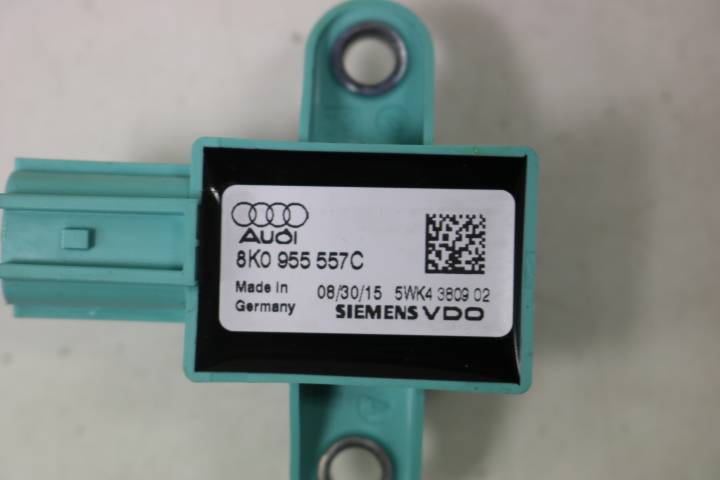 Audi
8K0 955 557C
Made in Germany
08/30/15 5WK4 3809 02
SIEMENS VDO